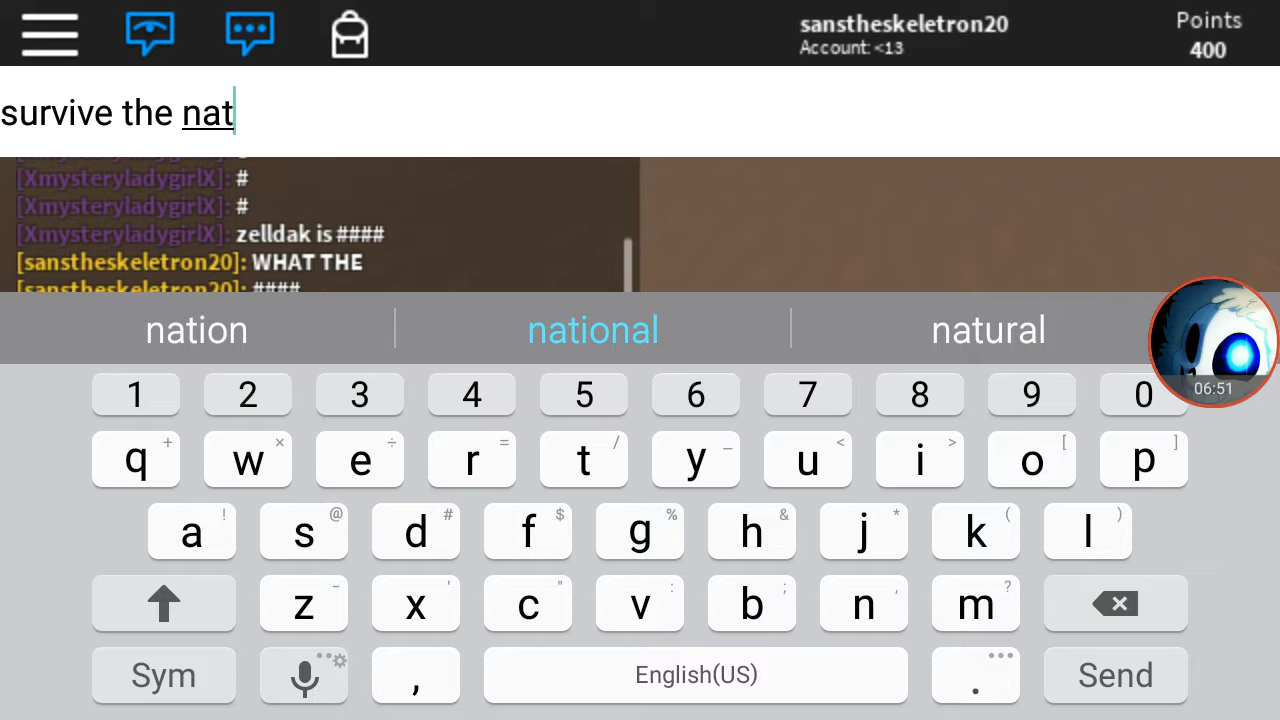 sanstheskeletron20
Account: <13
Points
400
survive the nat
[XmysteryladygirlX]: #
[XmysteryladygirlX]: #
[XmysteryladygirlX]: zelldak is ####
[sanstheskeletron20]: WHAT THE
[sanstheskeletron20]: ####
nation national natural
06:51
1 2 3 4 5 6 7 8 9 0
q + w × e ÷ r = t / y _ u < i > o [ p ]
a ! s @ d # f $ g % h & j * k ( l )
z - x ' c " v : b ; n , m ?
Sym , English(US) . Send